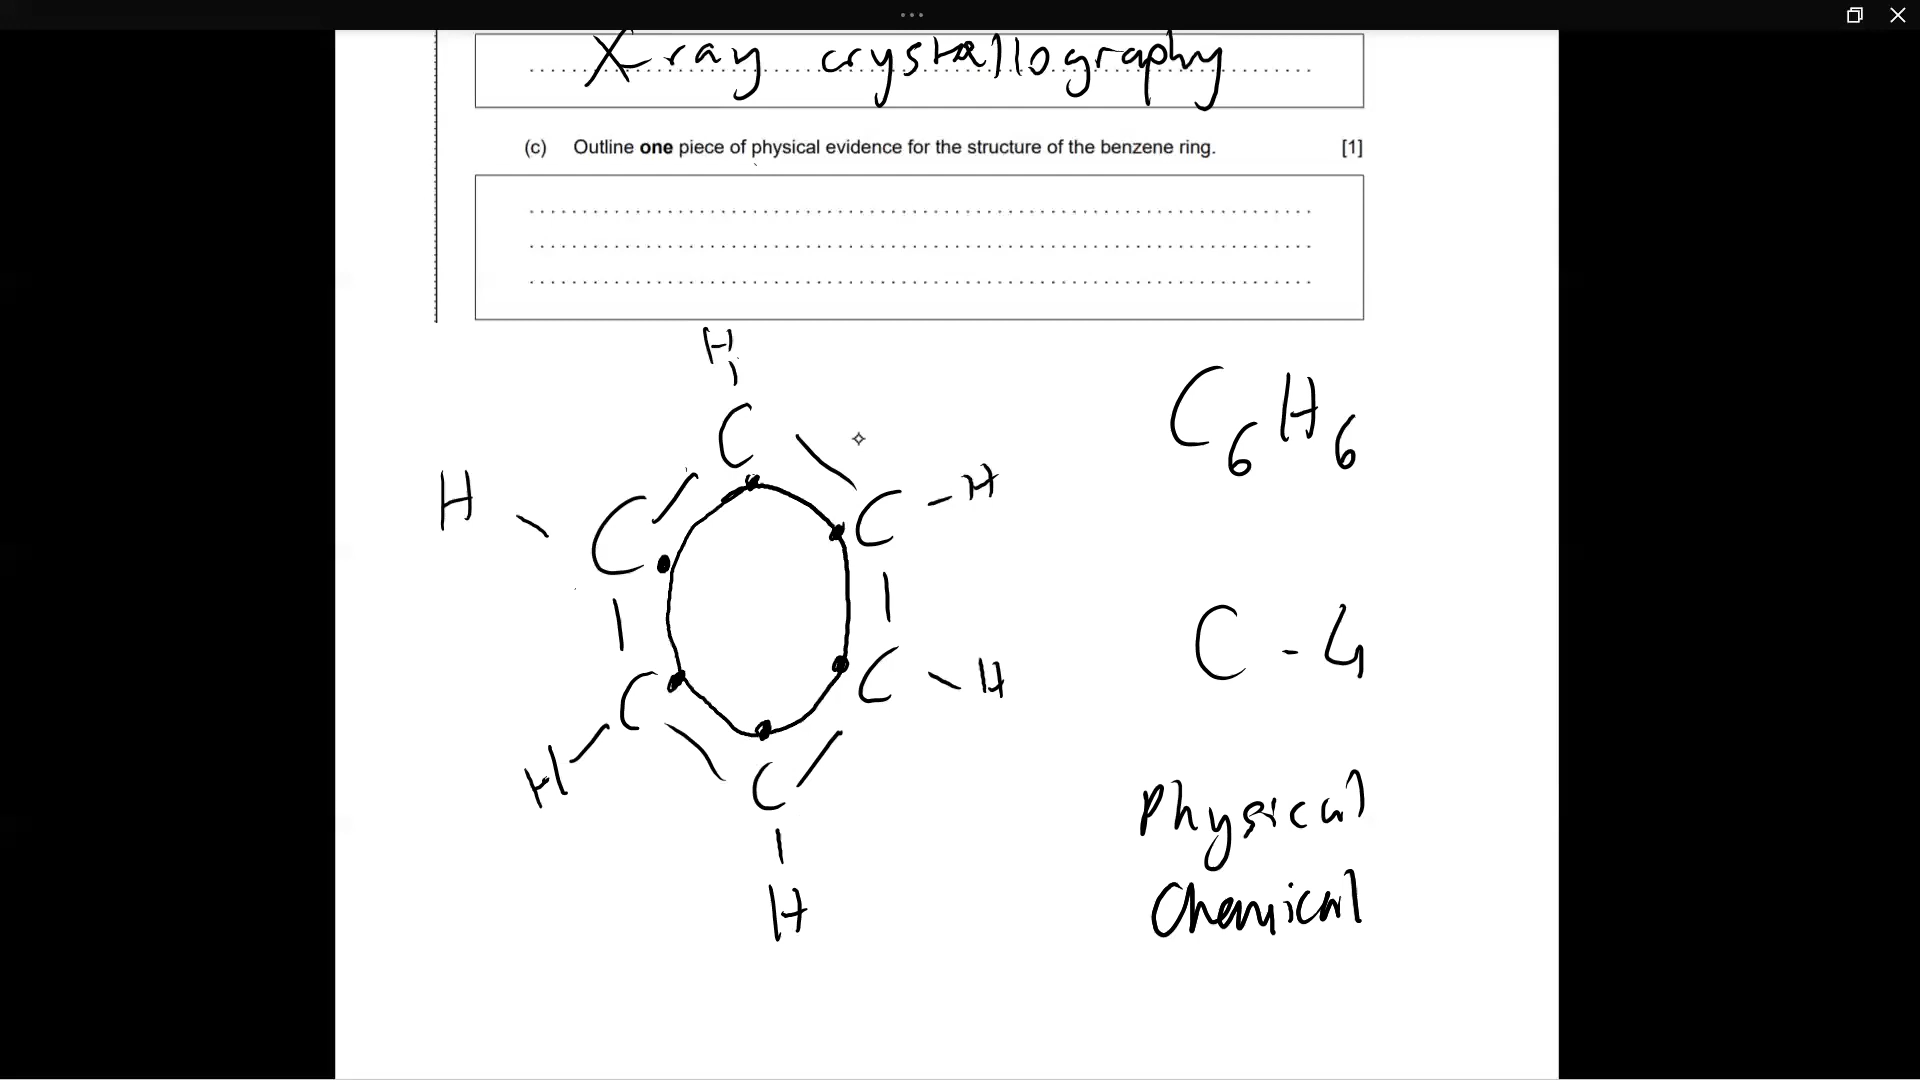 X-ray crystallography
(c) Outline one piece of physical evidence for the structure of the benzene ring. [1]
H
C
C6H6
H
C
C - H
C - 4
C
C - H
H
C
Physical
H
Chemical